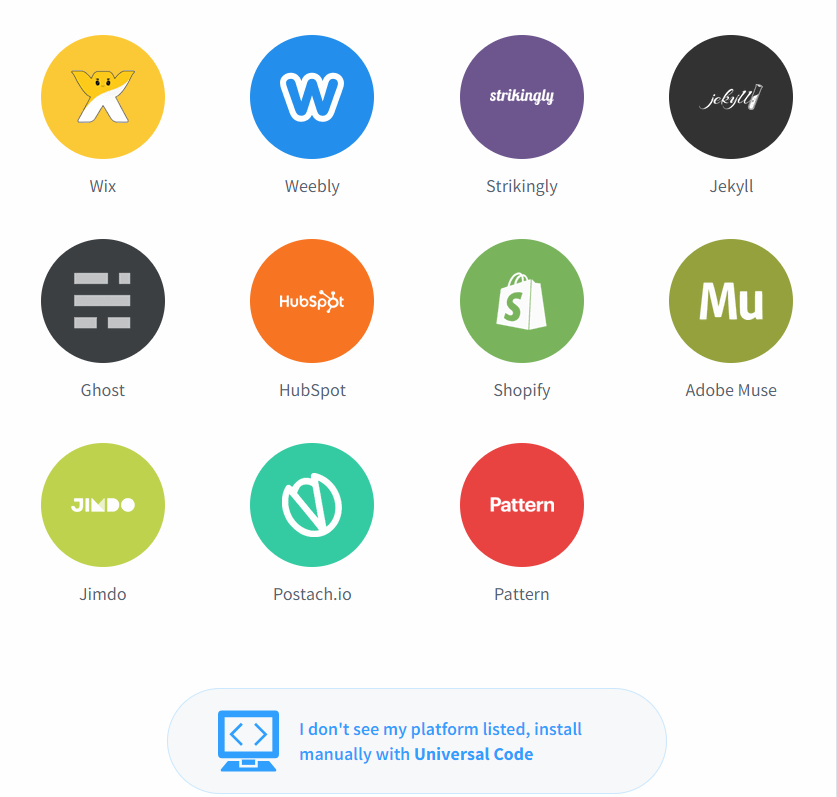 strikingly
jekyll
Wix
Weebly
Strikingly
Jekyll
HubSpot
S
Mu
Ghost
HubSpot
Shopify
Adobe Muse
JIMDO
Pattern
Jimdo
Postach.io
Pattern
I don't see my platform listed, install
manually with Universal Code